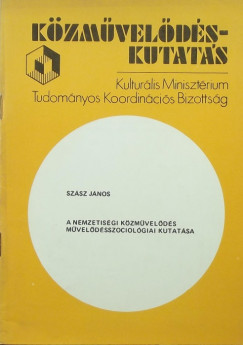 KÖZMŰVELŐDÉS-
KUTATÁS
Kulturális Minisztérium
Tudományos Koordinációs Bizottság
SZÁSZ JÁNOS
A NEMZETISÉGI KÖZMŰVELŐDÉS
MŰVELŐDÉSSZOCIOLÓGIAI KUTATÁSA